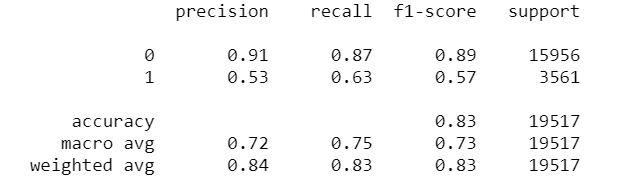 precision recall f1-score support
0 0.91 0.87 0.89 15956
1 0.53 0.63 0.57 3561
accuracy 0.83 19517
macro avg 0.72 0.75 0.73 19517
weighted avg 0.84 0.83 0.83 19517